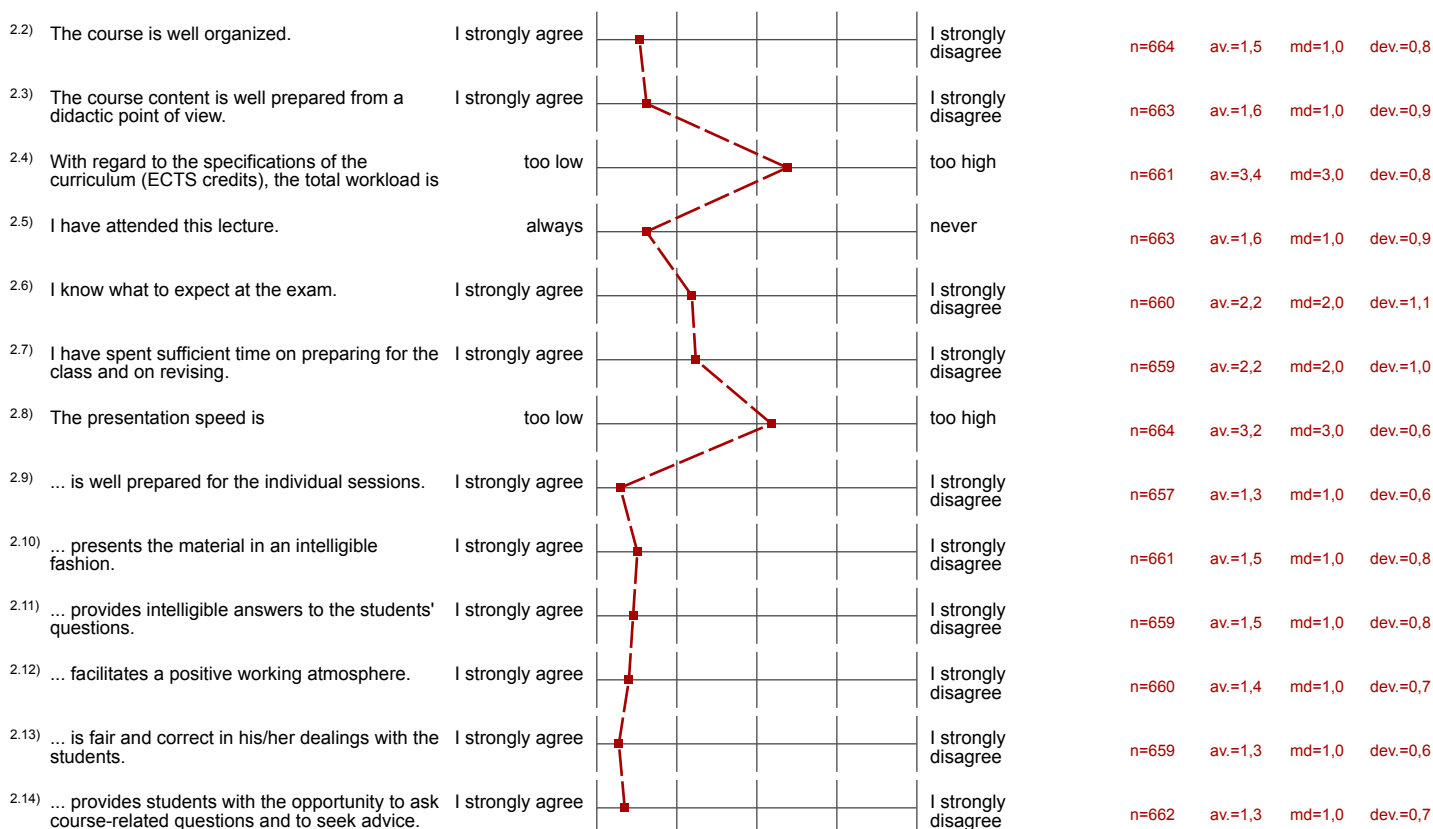 2.2) The course is well organized. I strongly agree I strongly
disagree n=664 av.=1,5 md=1,0 dev.=0,8
2.3) The course content is well prepared from a
didactic point of view. I strongly agree I strongly
disagree n=663 av.=1,6 md=1,0 dev.=0,9
2.4) With regard to the specifications of the
curriculum (ECTS credits), the total workload is too low too high n=661 av.=3,4 md=3,0 dev.=0,8
2.5) I have attended this lecture. always never n=663 av.=1,6 md=1,0 dev.=0,9
2.6) I know what to expect at the exam. I strongly agree I strongly
disagree n=660 av.=2,2 md=2,0 dev.=1,1
2.7) I have spent sufficient time on preparing for the
class and on revising. I strongly agree I strongly
disagree n=659 av.=2,2 md=2,0 dev.=1,0
2.8) The presentation speed is too low too high n=664 av.=3,2 md=3,0 dev.=0,6
2.9) ... is well prepared for the individual sessions. I strongly agree I strongly
disagree n=657 av.=1,3 md=1,0 dev.=0,6
2.10) ... presents the material in an intelligible
fashion. I strongly agree I strongly
disagree n=661 av.=1,5 md=1,0 dev.=0,8
2.11) ... provides intelligible answers to the students'
questions. I strongly agree I strongly
disagree n=659 av.=1,5 md=1,0 dev.=0,8
2.12) ... facilitates a positive working atmosphere. I strongly agree I strongly
disagree n=660 av.=1,4 md=1,0 dev.=0,7
2.13) ... is fair and correct in his/her dealings with the
students. I strongly agree I strongly
disagree n=659 av.=1,3 md=1,0 dev.=0,6
2.14) ... provides students with the opportunity to ask
course-related questions and to seek advice. I strongly agree I strongly
disagree n=662 av.=1,3 md=1,0 dev.=0,7